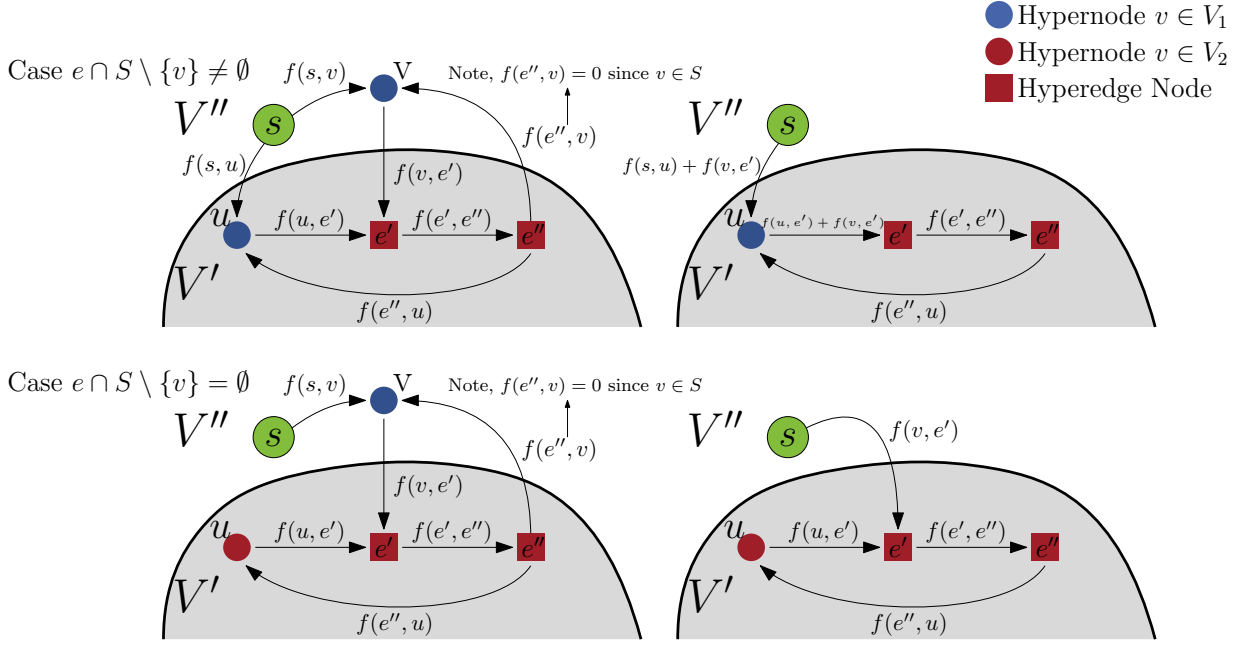 Hypernode v ∈ V₁
Hypernode v ∈ V₂
Hyperedge Node
Case e ∩ S \ {v} ≠ ∅
f(s, v)
V
Note, f(e″, v) = 0 since v ∈ S
V″
s
f(e″, v)
f(s, u)
f(v, e′)
u
f(u, e′)
e′
f(e′, e″)
e″
V′
f(e″, u)
V″
s
f(s, u) + f(v, e′)
u
f(u, e′) + f(v, e′)
e′
f(e′, e″)
e″
V′
f(e″, u)
Case e ∩ S \ {v} = ∅
f(s, v)
V
Note, f(e″, v) = 0 since v ∈ S
V″
s
f(e″, v)
f(v, e′)
u
f(u, e′)
e′
f(e′, e″)
e″
V′
f(e″, u)
V″
s
f(v, e′)
u
f(u, e′)
e′
f(e′, e″)
e″
V′
f(e″, u)